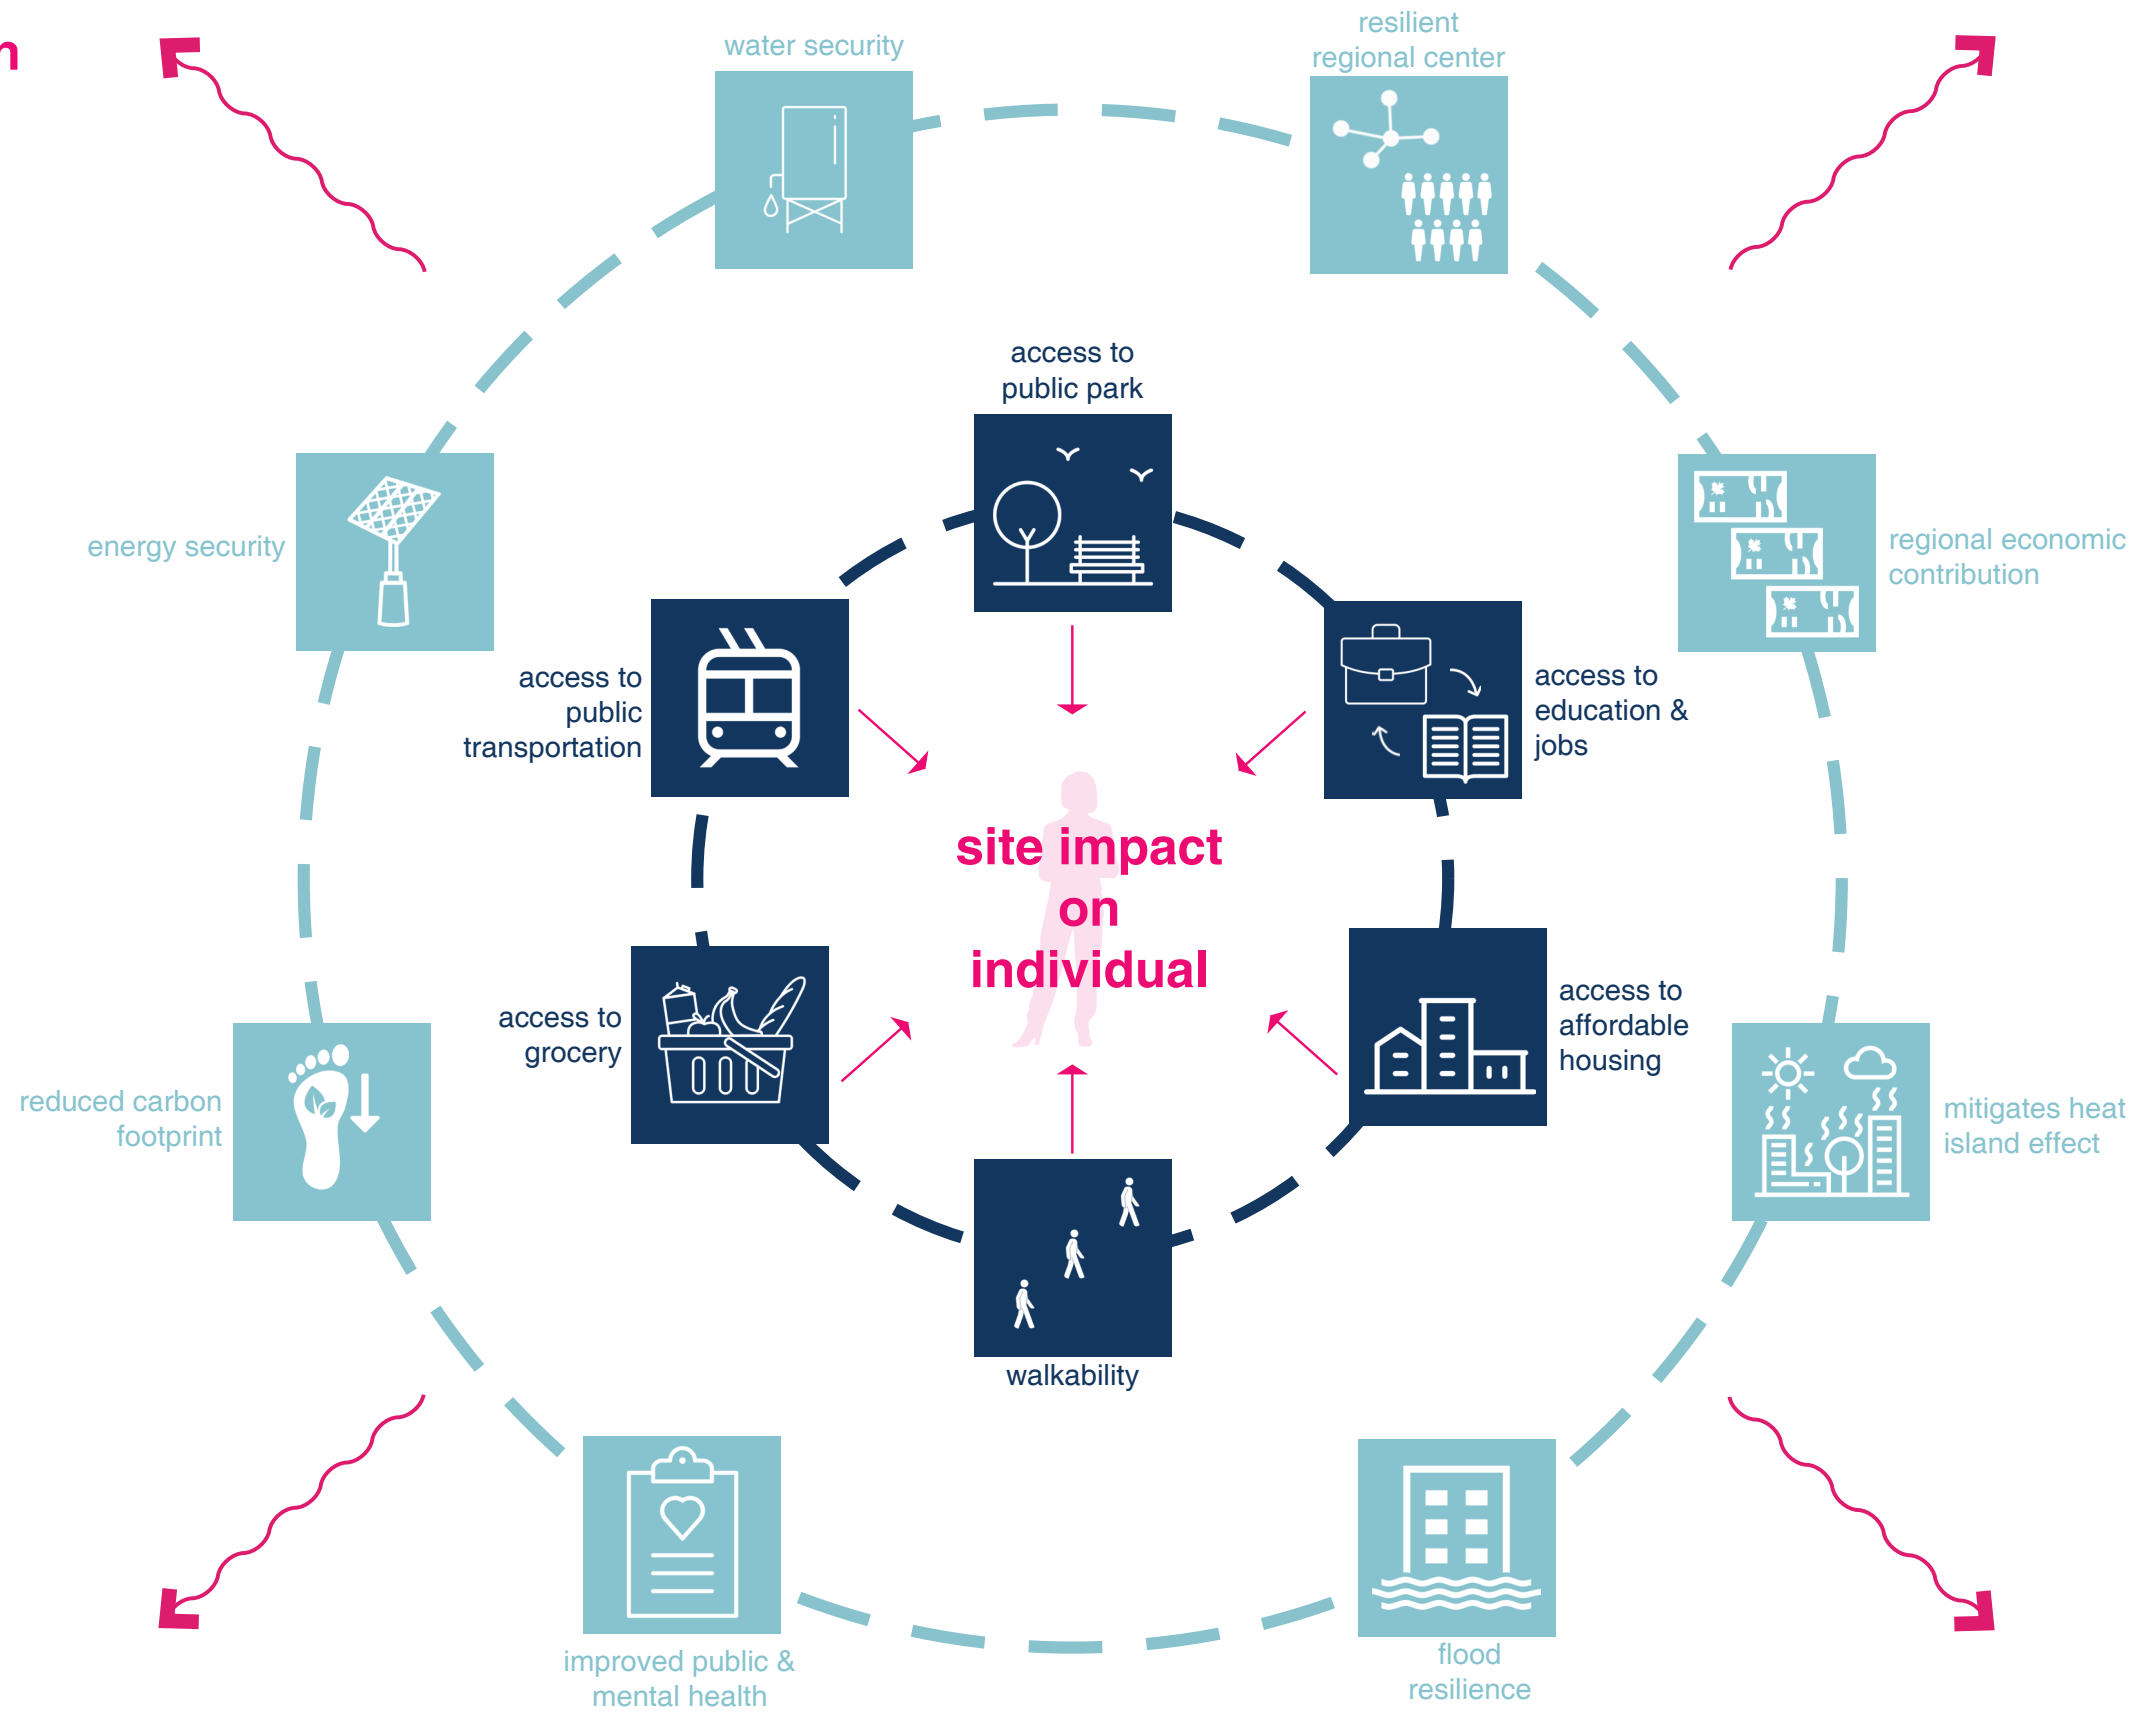 n
water security
resilient
regional center
access to
public park
energy security
regional economic
contribution
access to
public
transportation
access to
education &
jobs
site impact
on
individual
access to
grocery
access to
affordable
housing
reduced carbon
footprint
mitigates heat
island effect
walkability
improved public &
mental health
flood
resilience